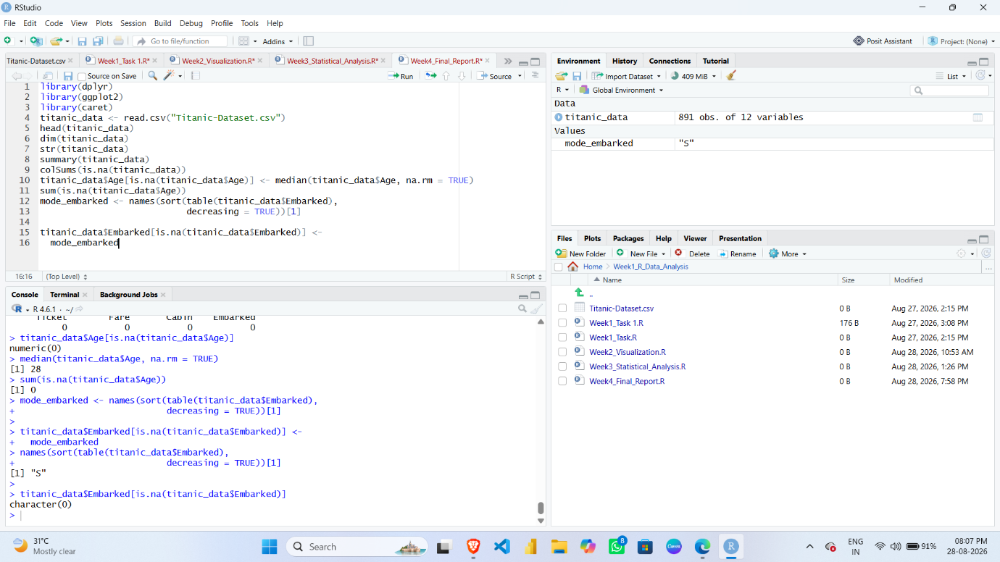 RStudio
File Edit Code View Plots Session Build Debug Profile Tools Help
Go to file/function Addins Posit Assistant Project: (None)
Titanic-Dataset.csv Week1_Task 1.R* Week2_Visualization.R* Week3_Statistical_Analysis.R* Week4_Final_Report.R*
Source on Save Run Source
1 library(dplyr)
2 library(ggplot2)
3 library(caret)
4 titanic_data <- read.csv("Titanic-Dataset.csv")
5 head(titanic_data)
6 dim(titanic_data)
7 str(titanic_data)
8 summary(titanic_data)
9 colSums(is.na(titanic_data))
10 titanic_data$Age[is.na(titanic_data$Age)] <- median(titanic_data$Age, na.rm = TRUE)
11 sum(is.na(titanic_data$Age))
12 mode_embarked <- names(sort(table(titanic_data$Embarked),
13 decreasing = TRUE))[1]
14
15 titanic_data$Embarked[is.na(titanic_data$Embarked)] <-
16 mode_embarked
16:16 (Top Level) R Script
Console Terminal Background Jobs
R 4.6.1 · ~/
Ticket Fare Cabin Embarked
0 0 0 0
> titanic_data$Age[is.na(titanic_data$Age)]
numeric(0)
> median(titanic_data$Age, na.rm = TRUE)
[1] 28
> sum(is.na(titanic_data$Age))
[1] 0
> mode_embarked <- names(sort(table(titanic_data$Embarked),
+ decreasing = TRUE))[1]
>
> titanic_data$Embarked[is.na(titanic_data$Embarked)] <-
+ mode_embarked
> names(sort(table(titanic_data$Embarked),
+ decreasing = TRUE))[1]
[1] "S"
>
> titanic_data$Embarked[is.na(titanic_data$Embarked)]
character(0)
>
Environment History Connections Tutorial
Import Dataset 409 MiB List
R Global Environment
Data
titanic_data 891 obs. of 12 variables
Values
mode_embarked "S"
Files Plots Packages Help Viewer Presentation
New Folder New File Delete Rename More
Home Week1_R_Data_Analysis ...
Name Size Modified
..
Titanic-Dataset.csv 0 B Aug 27, 2026, 2:15 PM
Week1_Task 1.R 176 B Aug 27, 2026, 3:08 PM
Week1_Task.R 0 B Aug 27, 2026, 2:15 PM
Week2_Visualization.R 0 B Aug 28, 2026, 10:53 AM
Week3_Statistical_Analysis.R 0 B Aug 28, 2026, 1:26 PM
Week4_Final_Report.R 0 B Aug 28, 2026, 7:58 PM
31°C
Mostly clear
Search
8
ENG
IN
91%
08:07 PM
28-08-2026